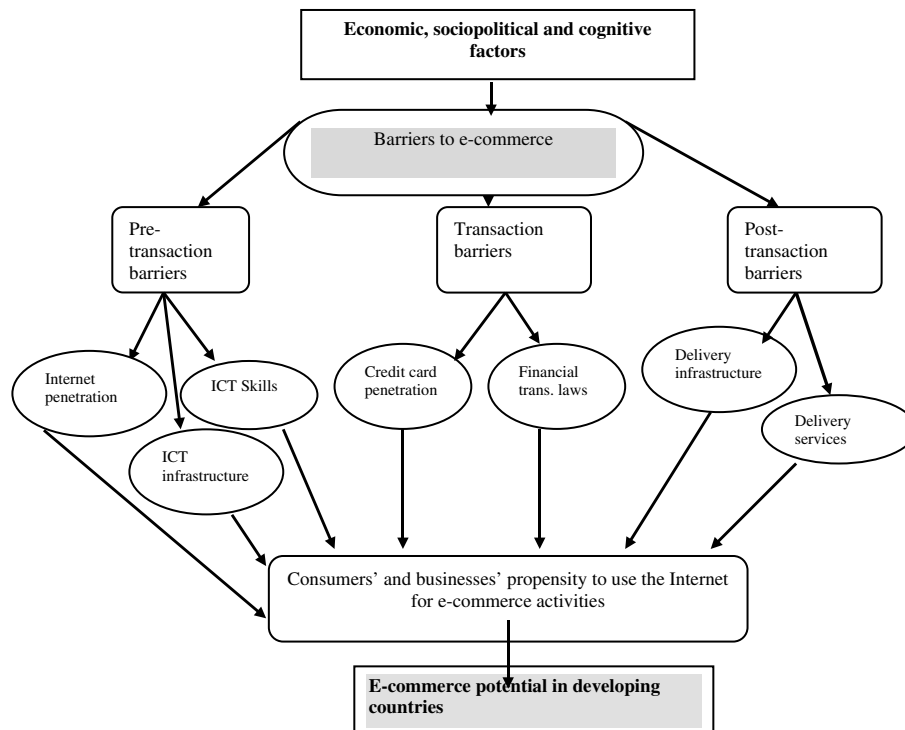 Economic, sociopolitical and cognitive
factors
Barriers to e-commerce
Pre-
transaction
barriers
Transaction
barriers
Post-
transaction
barriers
Internet
penetration
ICT Skills
ICT
infrastructure
Credit card
penetration
Financial
trans. laws
Delivery
infrastructure
Delivery
services
Consumers’ and businesses’ propensity to use the Internet
for e-commerce activities
E-commerce potential in developing
countries